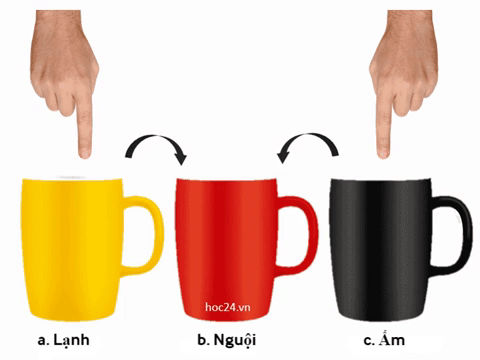 hoc24.vn
a. Lạnh
b. Nguội
c. Ấm